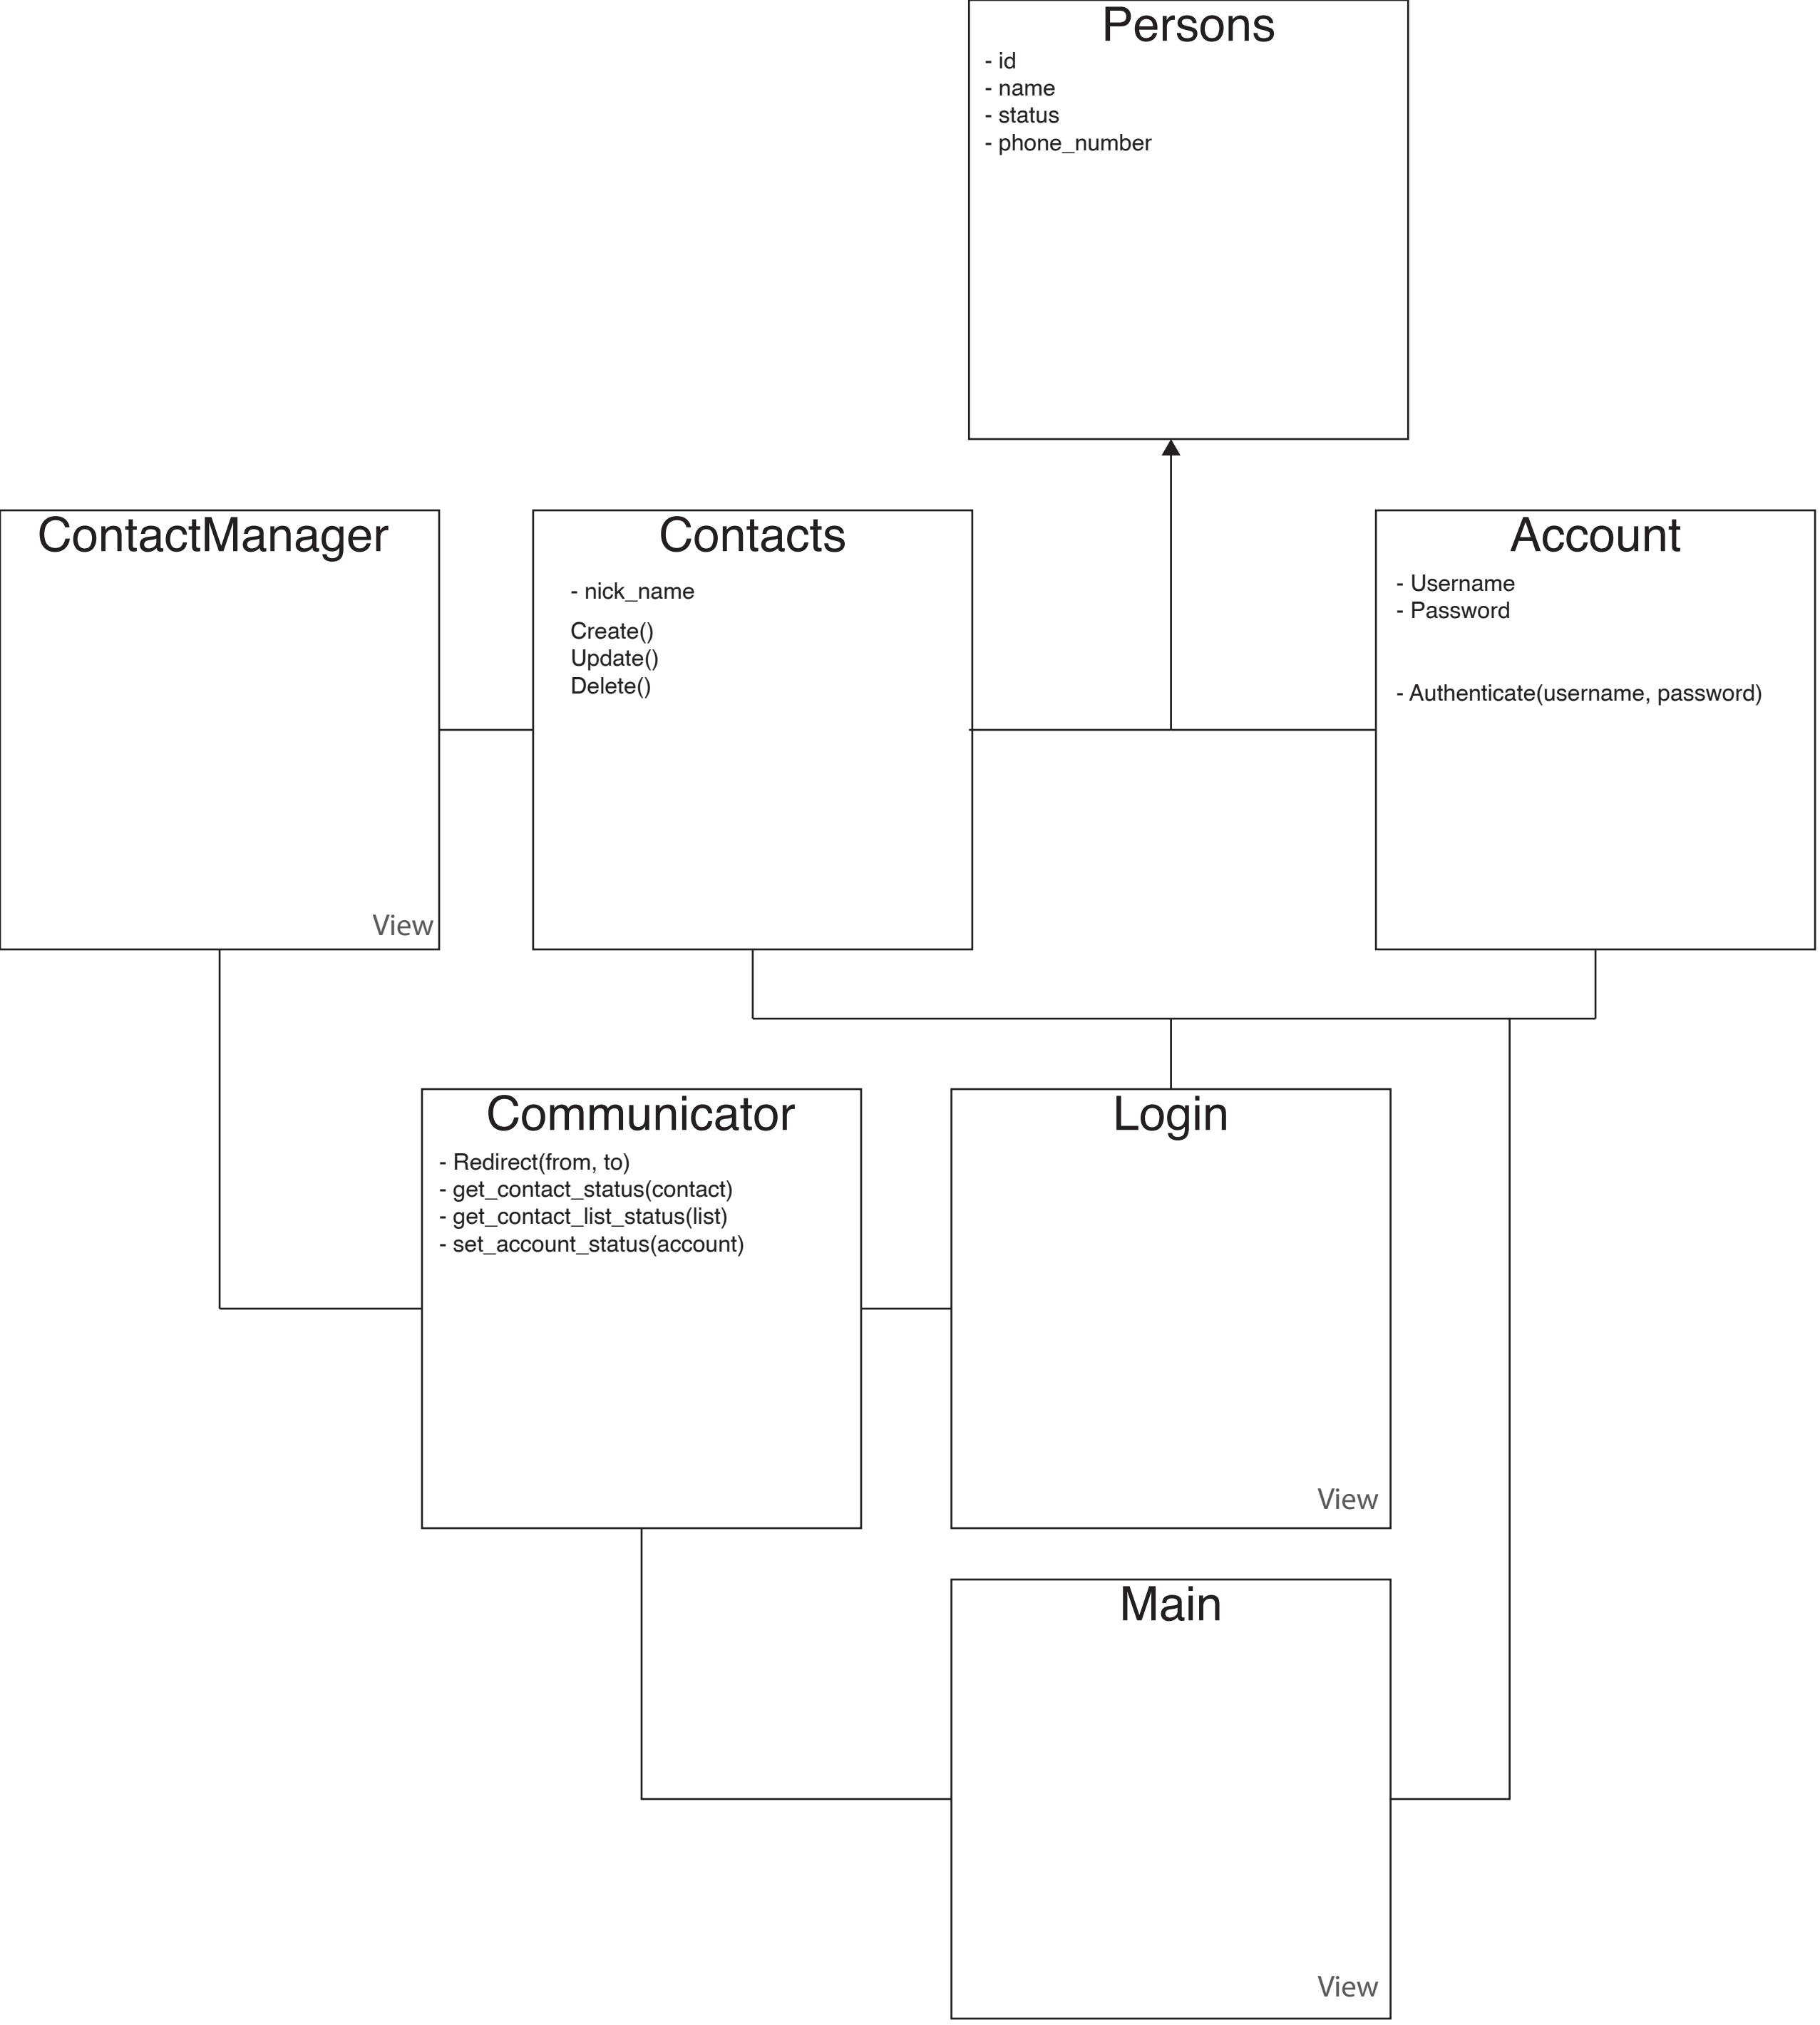 Persons
- id
- name
- status
- phone_number
ContactManager
View
Contacts
- nick_name
Create()
Update()
Delete()
Account
- Username
- Password
- Authenticate(username, password)
Communicator
- Redirect(from, to)
- get_contact_status(contact)
- get_contact_list_status(list)
- set_account_status(account)
Login
View
Main
View